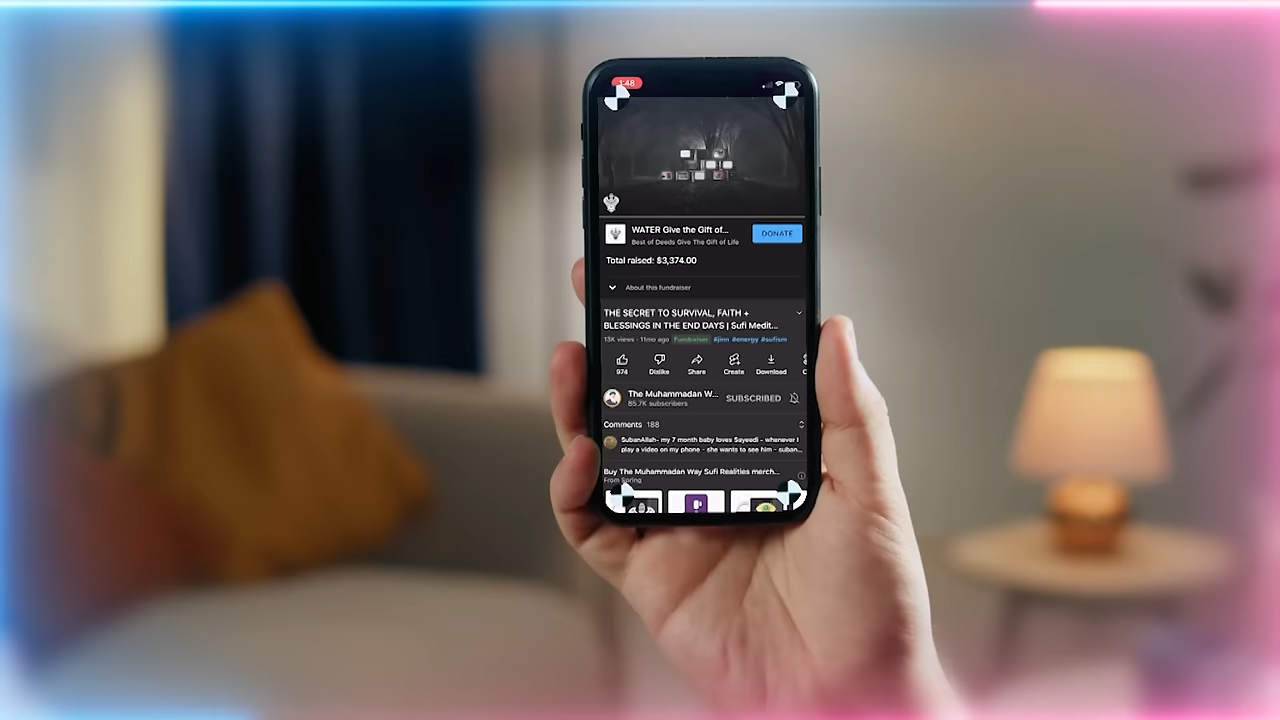 1:48
WATER Give the Gift of...
Best of Deeds Give The Gift of Life
DONATE
Total raised: $3,374.00
About this fundraiser
THE SECRET TO SURVIVAL, FAITH +
BLESSINGS IN THE END DAYS | Sufi Medit...
13K views · 11mo ago Fundraiser #jinn #energy #sufism
974 Dislike Share Create Download
The Muhammadan W...
85.7K subscribers
SUBSCRIBED
Comments 188
SubanAllah- my 7 month baby loves Sayeedi - whenever I
play a video on my phone - she wants to see him - suban...
Buy The Muhammadan Way Sufi Realities merch...
From Spring